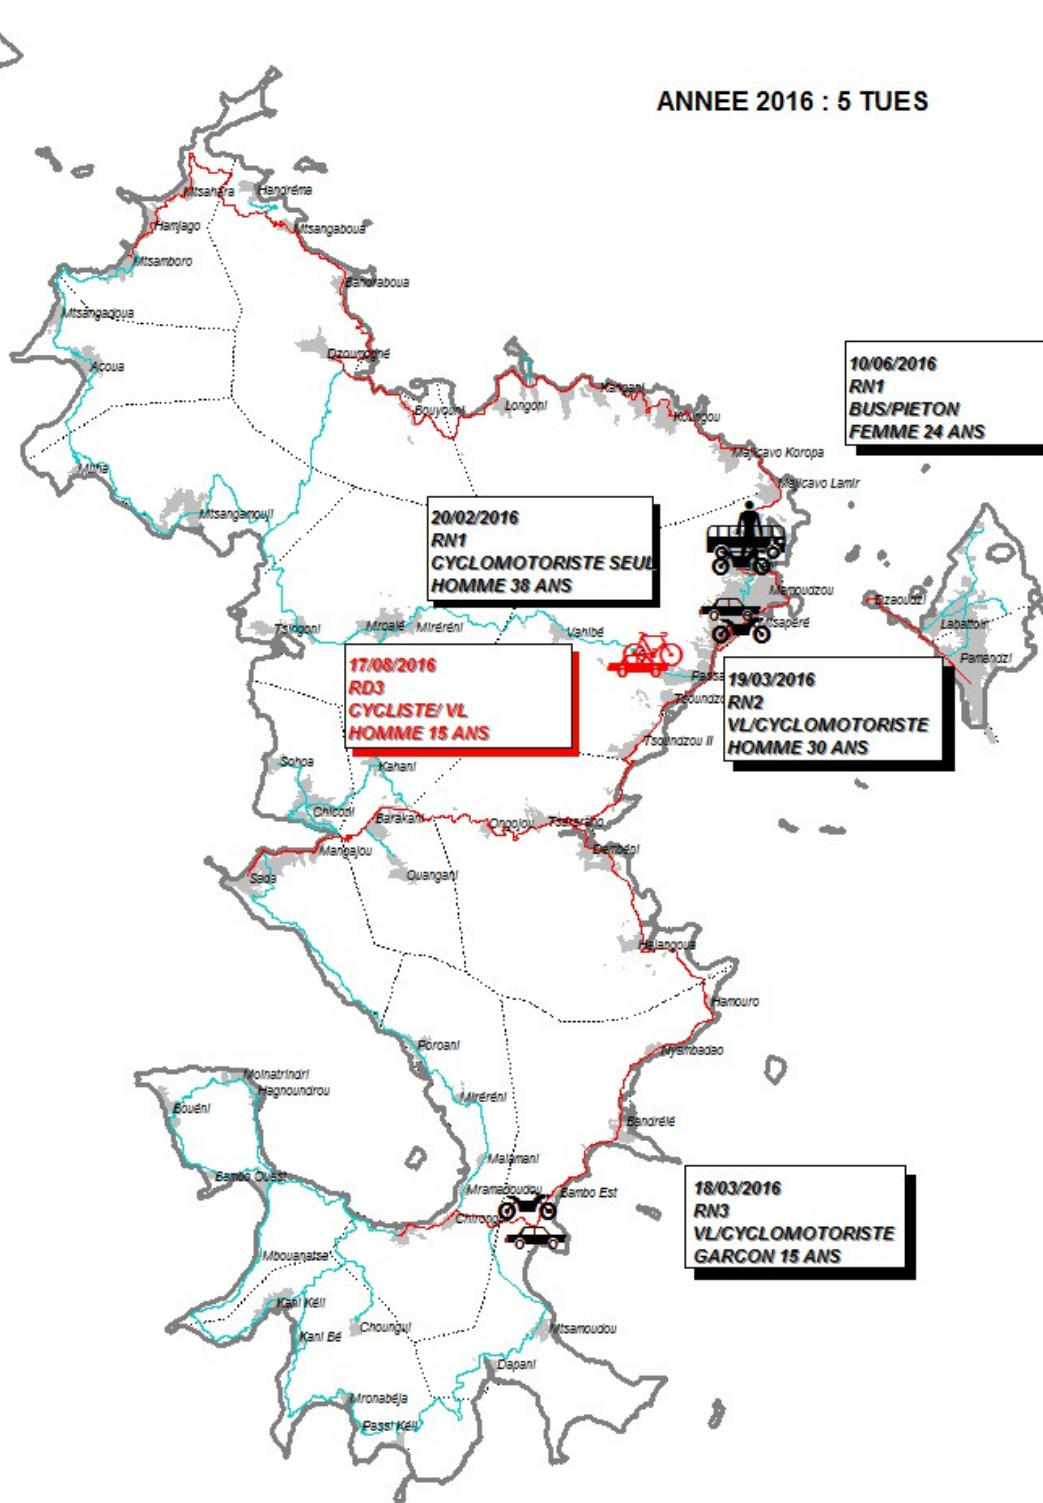 ANNEE 2016 : 5 TUES
Mtsahara
Handréma
Hamjago
Mtsangaboua
Mtsamboro
Bandraboua
Mtsangadoua
Dzoumogné
Acoua
10/06/2016
RN1
BUS/PIETON
FEMME 24 ANS
Kangani
Longoni
Bouyouni
Koungou
Majicavo Koropa
Mtsangamouji
Majicavo Lamir
20/02/2016
RN1
CYCLOMOTORISTE SEUL
HOMME 38 ANS
Mamoudzou
Dzaoudzi
Labattoir
Pamandzi
Mtsapéré
Tsingoni
Mroalé
Miréréni
Vahibé
17/08/2016
RD3
CYCLISTE/ VL
HOMME 15 ANS
Passa
Tsoundzou
19/03/2016
RN2
VL/CYCLOMOTORISTE
HOMME 30 ANS
Tsoundzou II
Sohoa
Kahani
Chiconi
Barakani
Ongojou
Tsararano
Mangajou
Dembéni
Sada
Ouangani
Hajangoua
Hamouro
Poroani
Nyambadao
Moinatrindri
Hagnoundrou
Bouéni
Miréréni
Bandrélé
Malamani
Bambo Ouest
Mramadoudou
Bambo Est
Chirongui
18/03/2016
RN3
VL/CYCLOMOTORISTE
GARCON 15 ANS
Mbouanatsa
Kani Kéli
Kani Bé
Choungui
Mtsamoudou
Dapani
Mronabéja
Passi Kéli